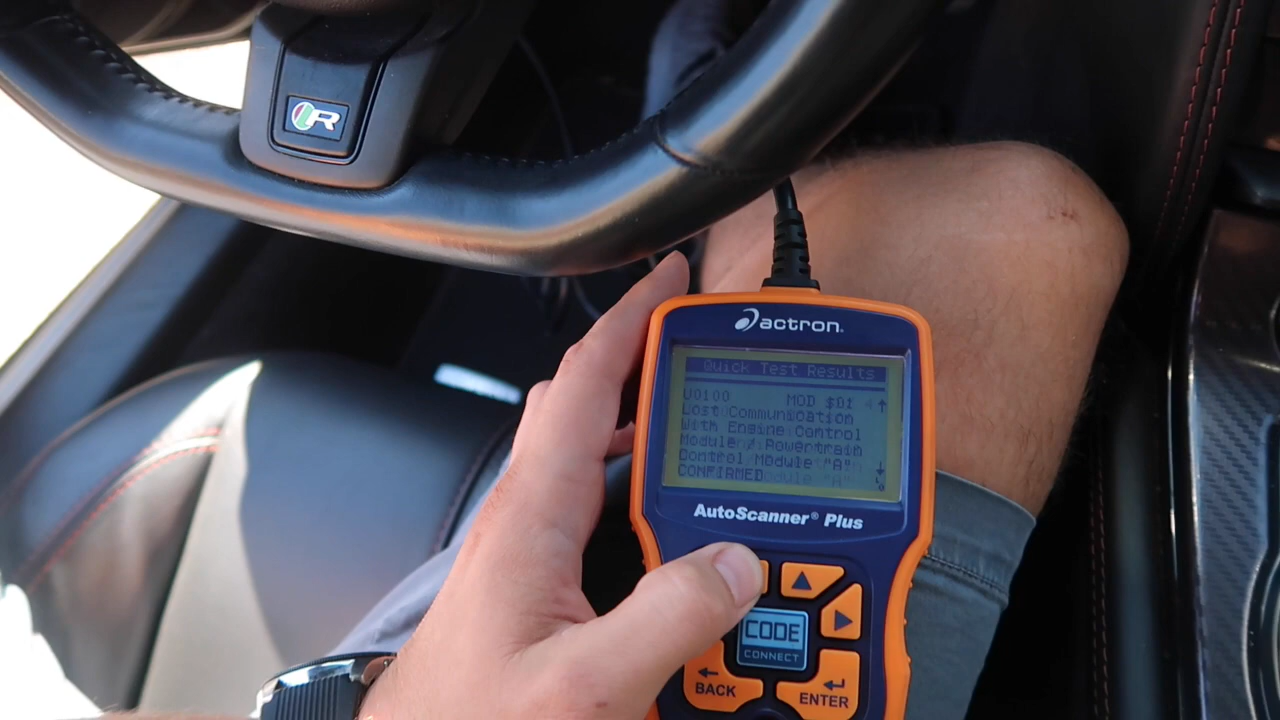 R
actron
Quick Test Results
U0100 MOD $01
Lost Communication
With Engine Control
Module / Powertrain
Control Module "A"
CONFIRMED
AutoScanner® Plus
CODE
CONNECT
BACK
ENTER